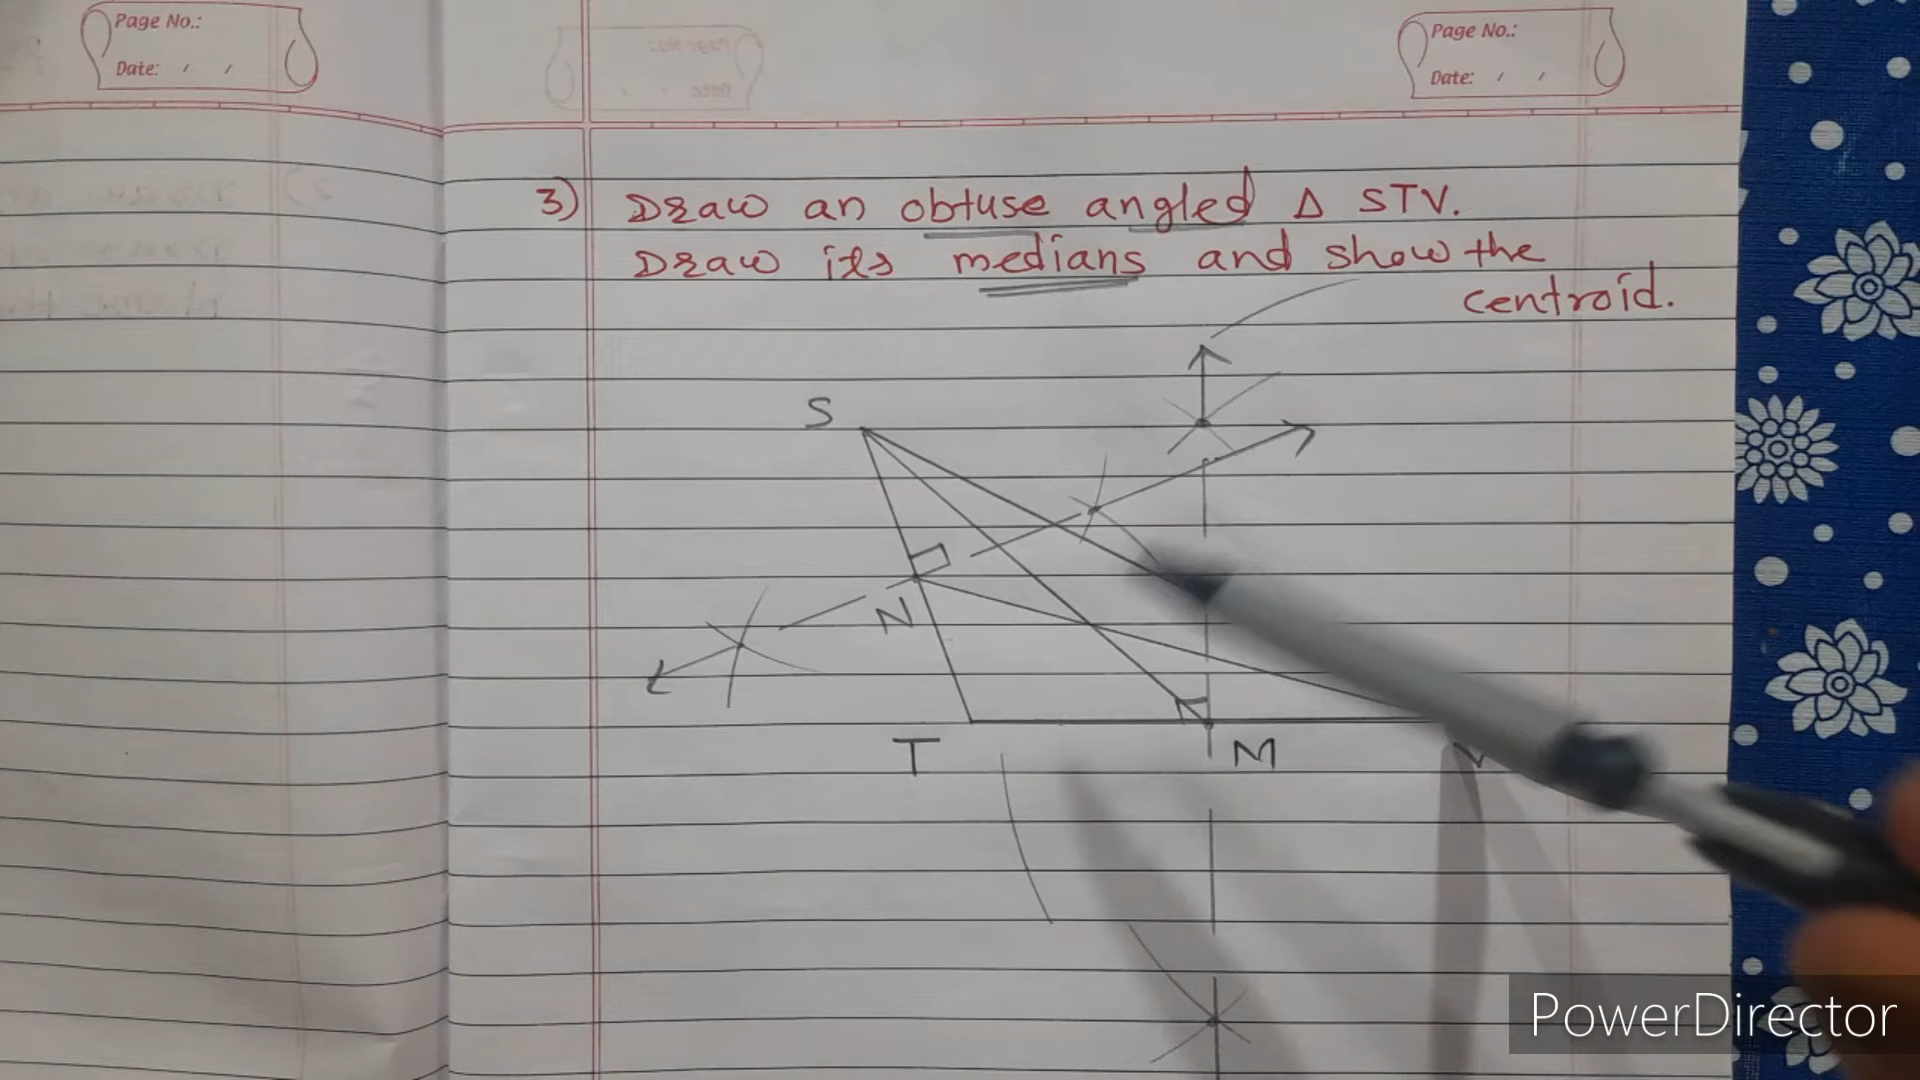 Page No.:
Date: / /
Page No.:
Date: / /
3) Draw an obtuse angled Δ STV.
Draw its medians and show the
centroid.
S
N
T M V
PowerDirector